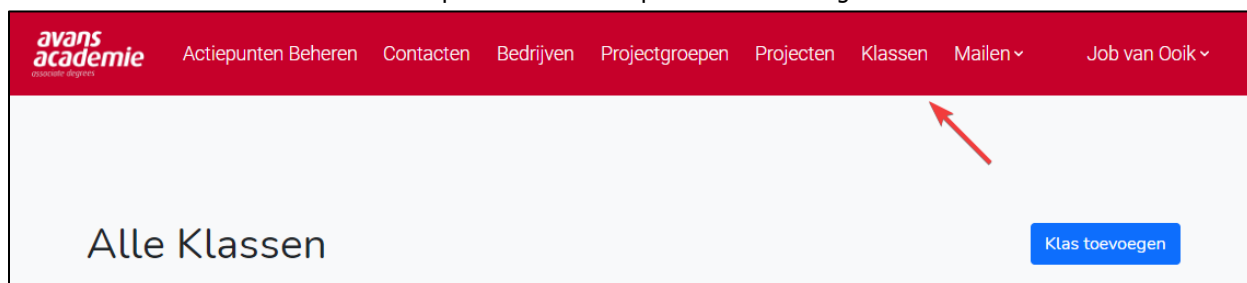 avans
academie
associate degrees
Actiepunten Beheren Contacten Bedrijven Projectgroepen Projecten Klassen Mailen Job van Ooik
Alle Klassen
Klas toevoegen